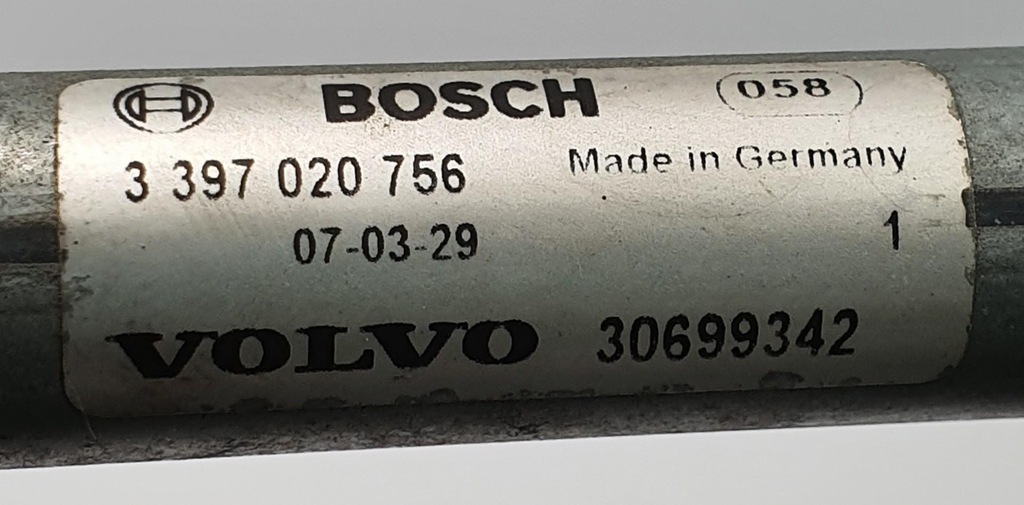 BOSCH 058
3 397 020 756 Made in Germany
07-03-29 1
VOLVO 30699342